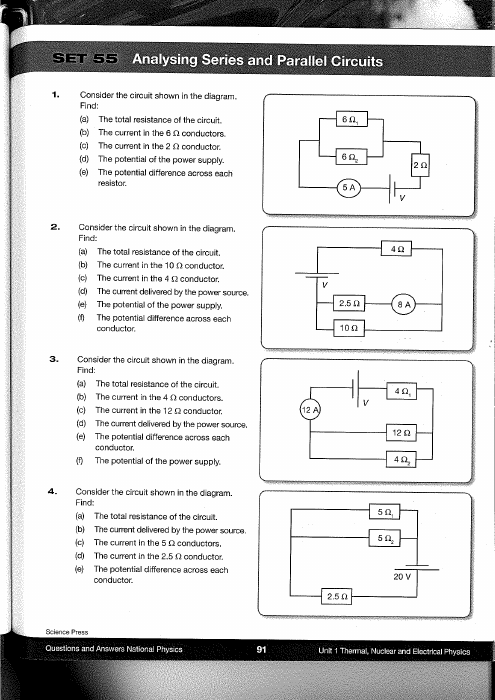 SET 55 Analysing Series and Parallel Circuits
1. Consider the circuit shown in the diagram.
Find:
(a) The total resistance of the circuit.
(b) The current in the 6 Ω conductors.
(c) The current in the 2 Ω conductor.
(d) The potential of the power supply.
(e) The potential difference across each
resistor.
6 Ω₁
6 Ω₂
2 Ω
5 A
V
2. Consider the circuit shown in the diagram.
Find:
(a) The total resistance of the circuit.
(b) The current in the 10 Ω conductor.
(c) The current in the 4 Ω conductor.
(d) The current delivered by the power source.
(e) The potential of the power supply.
(f) The potential difference across each
conductor.
4 Ω
V
2.5 Ω
8 A
10 Ω
3. Consider the circuit shown in the diagram.
Find:
(a) The total resistance of the circuit.
(b) The current in the 4 Ω conductors.
(c) The current in the 12 Ω conductor.
(d) The current delivered by the power source.
(e) The potential difference across each
conductor.
(f) The potential of the power supply.
4 Ω₁
V
12 A
12 Ω
4 Ω₂
4. Consider the circuit shown in the diagram.
Find:
(a) The total resistance of the circuit.
(b) The current delivered by the power source.
(c) The current in the 5 Ω conductors.
(d) The current in the 2.5 Ω conductor.
(e) The potential difference across each
conductor.
5 Ω₁
5 Ω₂
20 V
2.5 Ω
Science Press
Questions and Answers National Physics 91 Unit 1 Thermal, Nuclear and Electrical Physics